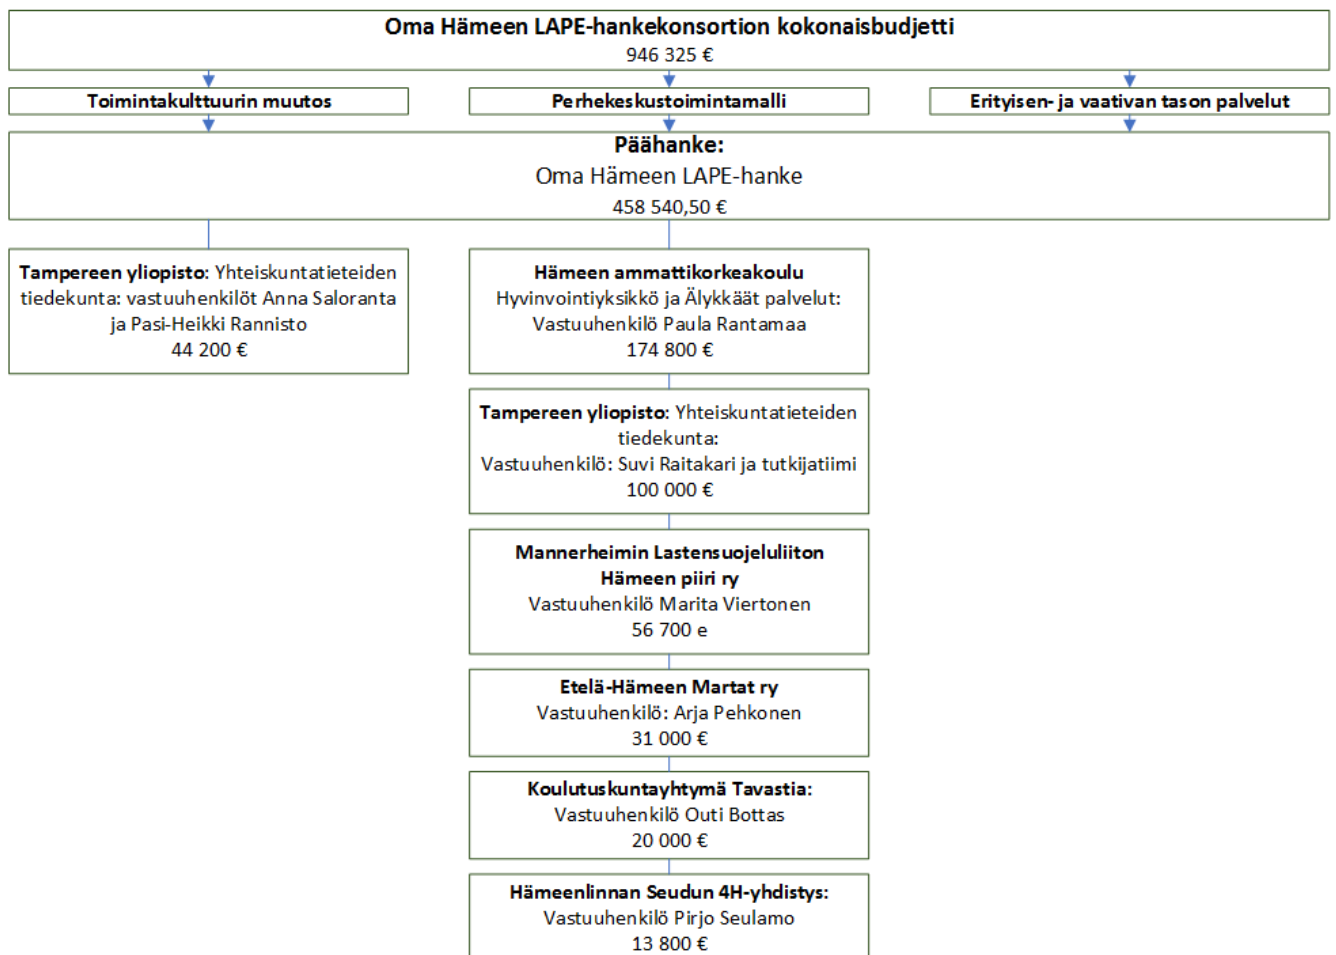 Oma Hämeen LAPE-hankekonsortion kokonaisbudjetti
946 325 €
Toimintakulttuurin muutos
Perhekeskustoimintamalli
Erityisen- ja vaativan tason palvelut
Päähanke:
Oma Hämeen LAPE-hanke
458 540,50 €
Tampereen yliopisto: Yhteiskuntatieteiden
tiedekunta: vastuuhenkilöt Anna Saloranta
ja Pasi-Heikki Rannisto
44 200 €
Hämeen ammattikorkeakoulu
Hyvinvointiyksikkö ja Älykkäät palvelut:
Vastuuhenkilö Paula Rantamaa
174 800 €
Tampereen yliopisto: Yhteiskuntatieteiden
tiedekunta:
Vastuuhenkilö: Suvi Raitakari ja tutkijatiimi
100 000 €
Mannerheimin Lastensuojeluliiton
Hämeen piiri ry
Vastuuhenkilö Marita Viertonen
56 700 e
Etelä-Hämeen Martat ry
Vastuuhenkilö: Arja Pehkonen
31 000 €
Koulutuskuntayhtymä Tavastia:
Vastuuhenkilö Outi Bottas
20 000 €
Hämeenlinnan Seudun 4H-yhdistys:
Vastuuhenkilö Pirjo Seulamo
13 800 €